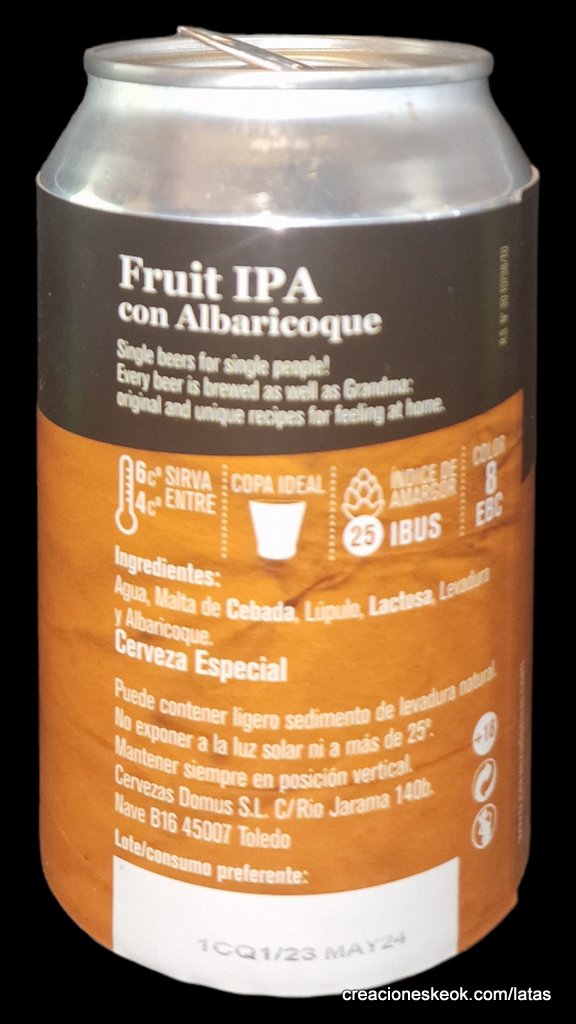 Fruit IPA
con Albaricoque
Single beers for single people!
Every beer is brewed as well as Grandma:
original and unique recipes for feeling at home.
6cº SIRVA
4cº ENTRE
COPA IDEAL
ÍNDICE DE
AMARGOR
25 IBUS
COLOR
8
EBC
Ingredientes:
Agua, Malta de Cebada, Lúpulo, Lactosa, Levadura
y Albaricoque.
Cerveza Especial
Puede contener ligero sedimento de levadura natural.
No exponer a la luz solar ni a más de 25º.
Mantener siempre en posición vertical.
Cervezas Domus S.L. C/Rio Jarama 140b.
Nave B16 45007 Toledo
+18
Lote/consumo preferente:
1CQ1/23 MAY24
creacioneskeok.com/latas